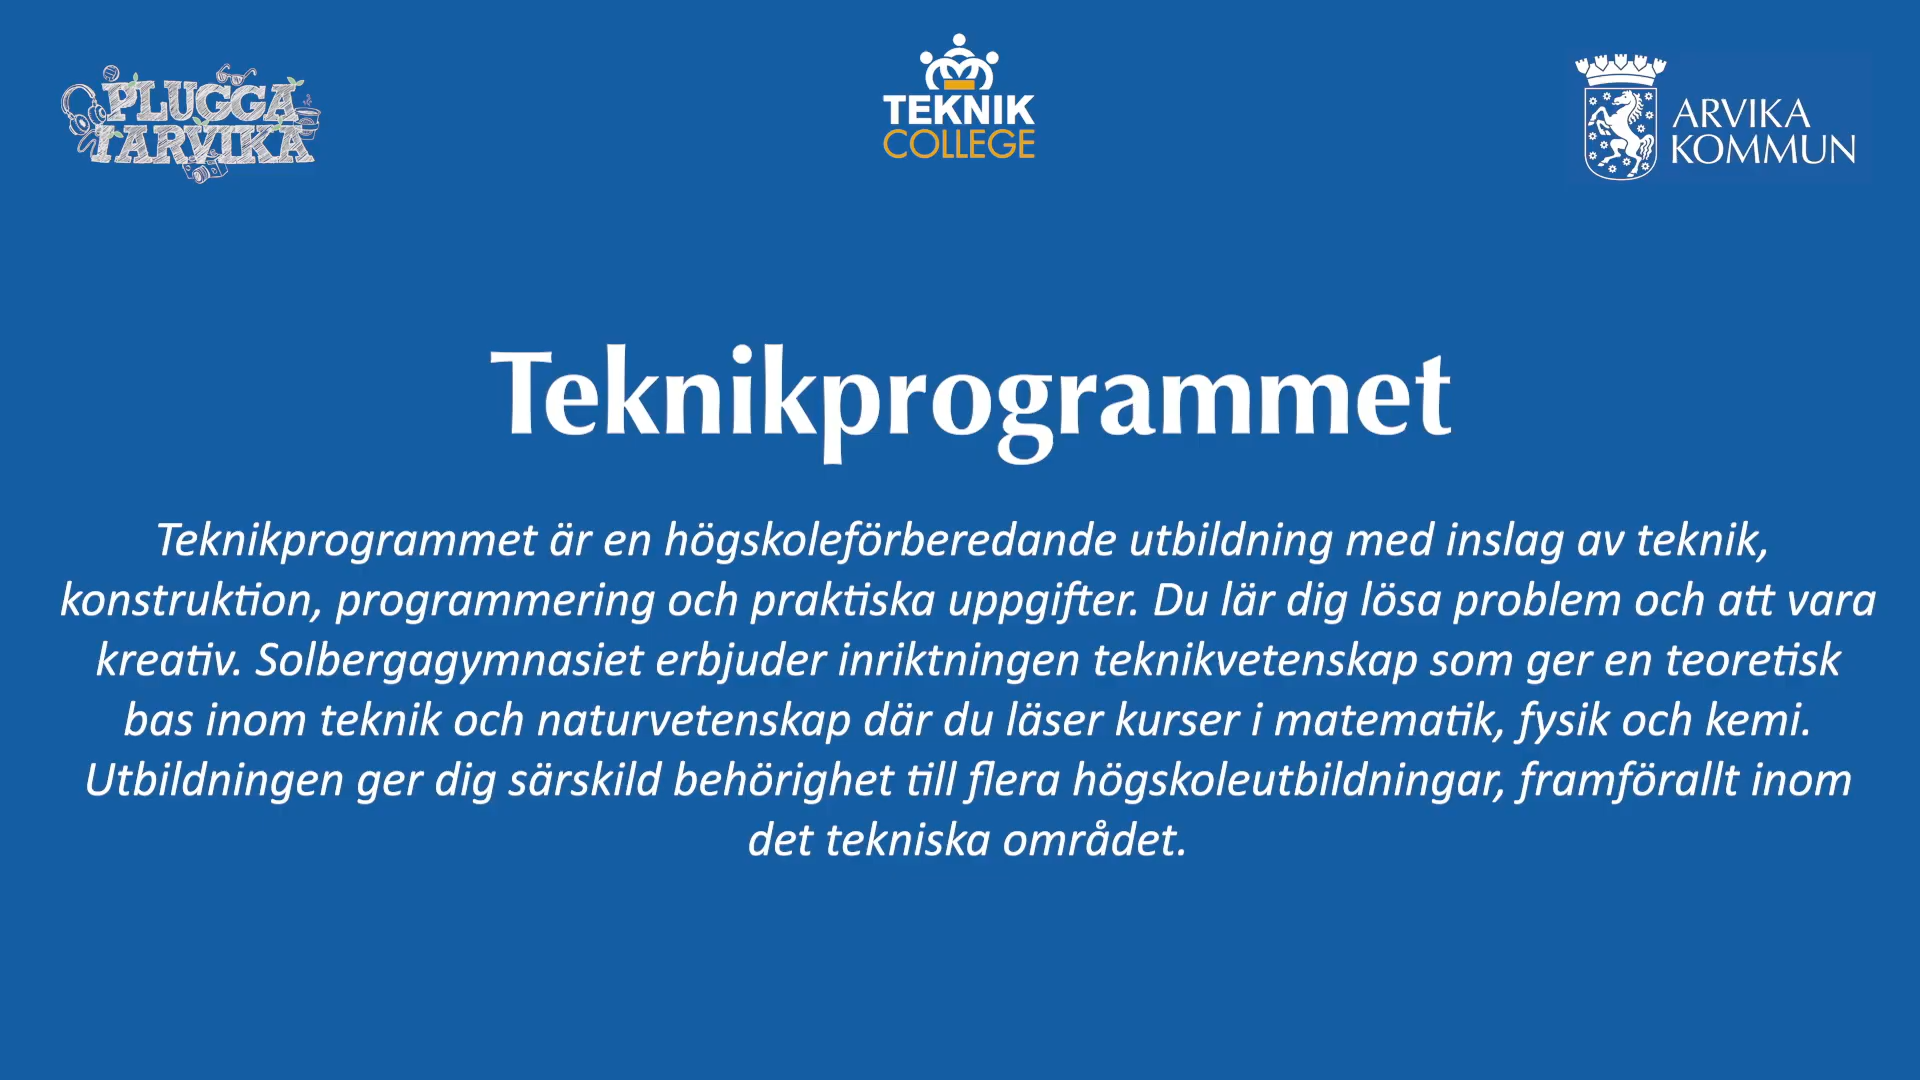 PLUGGA
I ARVIKA
TEKNIK
COLLEGE
ARVIKA
KOMMUN
Teknikprogrammet
Teknikprogrammet är en högskoleförberedande utbildning med inslag av teknik,
konstruktion, programmering och praktiska uppgifter. Du lär dig lösa problem och att vara
kreativ. Solbergagymnasiet erbjuder inriktningen teknikvetenskap som ger en teoretisk
bas inom teknik och naturvetenskap där du läser kurser i matematik, fysik och kemi.
Utbildningen ger dig särskild behörighet till flera högskoleutbildningar, framförallt inom
det tekniska området.